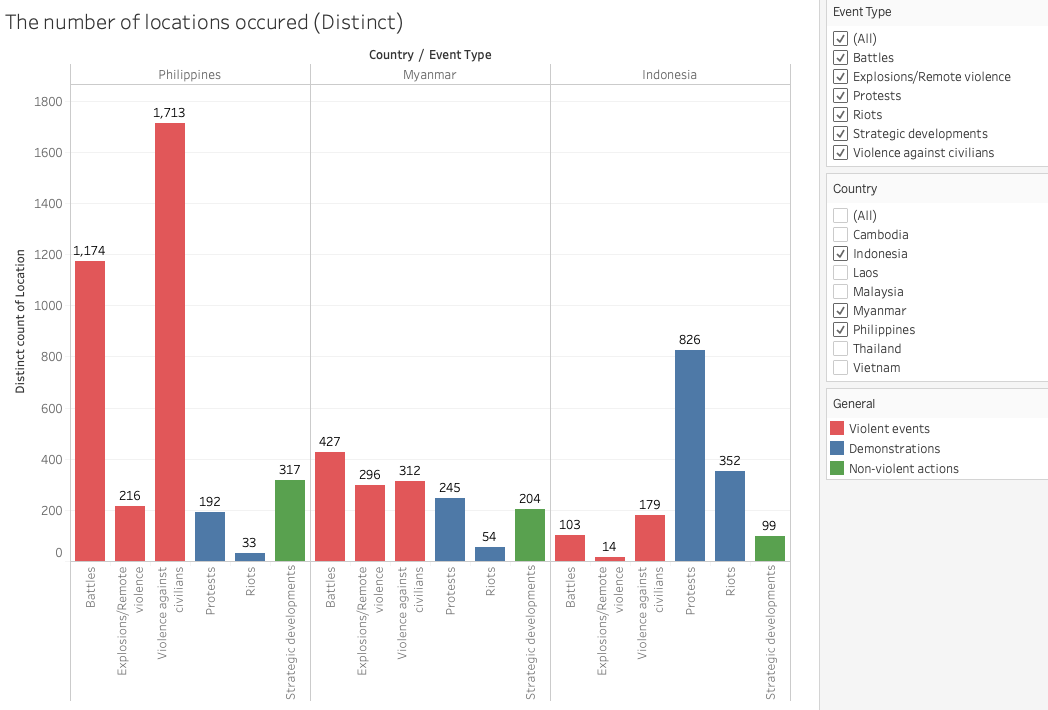 The number of locations occured (Distinct)
Country / Event Type
Philippines
Myanmar
Indonesia
Distinct count of Location
1800
1600
1400
1200
1000
800
600
400
200
0
1,174
216
1,713
192
33
317
427
296
312
245
54
204
103
14
179
826
352
99
Battles
Explosions/Remote
violence
Violence against
civilians
Protests
Riots
Strategic developments
Battles
Explosions/Remote
violence
Violence against
civilians
Protests
Riots
Strategic developments
Battles
Explosions/Remote
violence
Violence against
civilians
Protests
Riots
Strategic developments
Event Type
(All)
Battles
Explosions/Remote violence
Protests
Riots
Strategic developments
Violence against civilians
Country
(All)
Cambodia
Indonesia
Laos
Malaysia
Myanmar
Philippines
Thailand
Vietnam
General
Violent events
Demonstrations
Non-violent actions